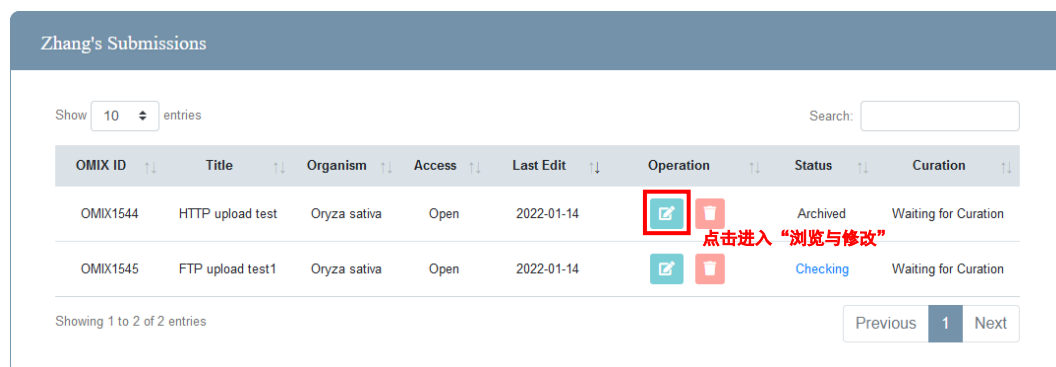 Zhang's Submissions
Show 10 entries Search:
OMIX ID Title Organism Access Last Edit Operation Status Curation
OMIX1544 HTTP upload test Oryza sativa Open 2022-01-14 Archived Waiting for Curation
点击进入“浏览与修改”
OMIX1545 FTP upload test1 Oryza sativa Open 2022-01-14 Checking Waiting for Curation
Showing 1 to 2 of 2 entries Previous 1 Next